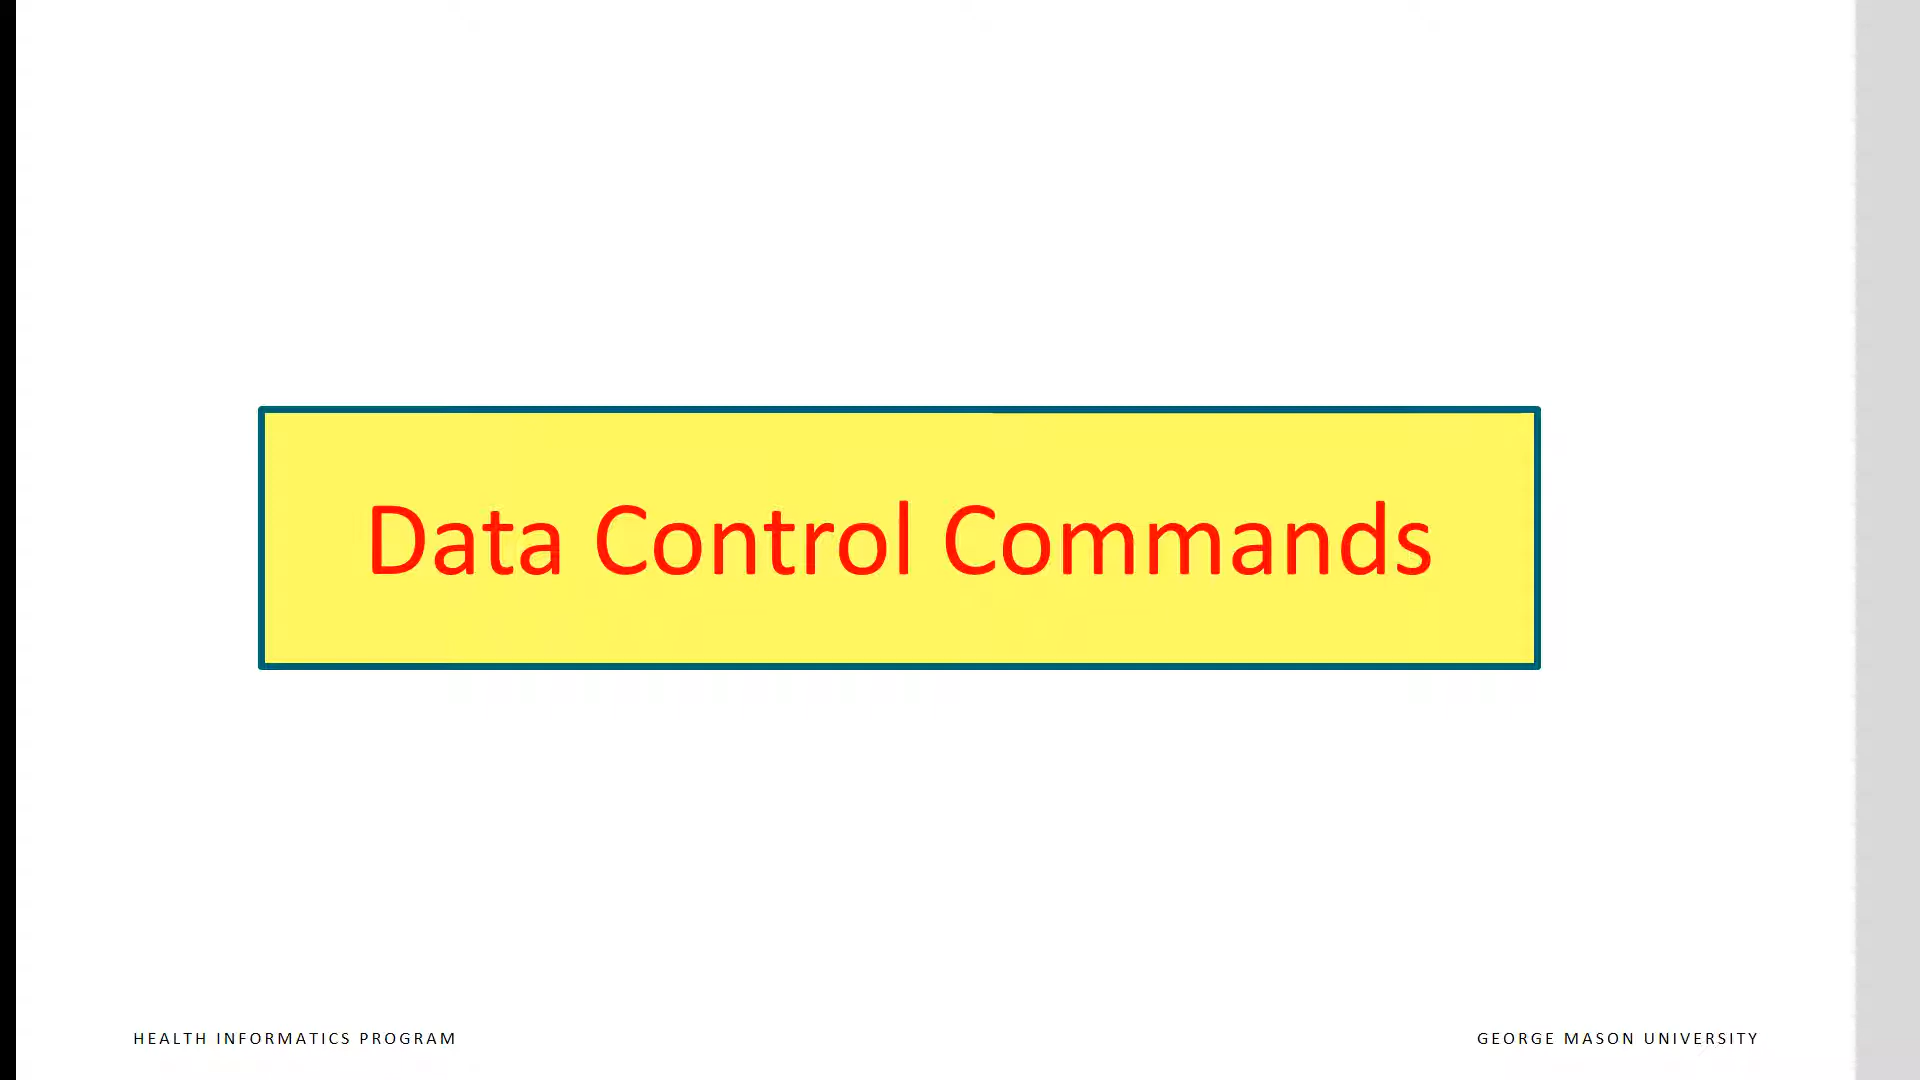 Data Control Commands
HEALTH INFORMATICS PROGRAM
GEORGE MASON UNIVERSITY